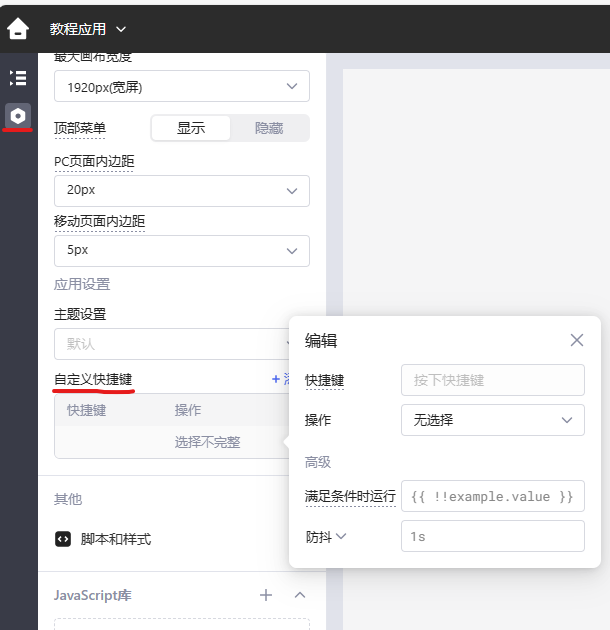 教程应用
最大画布宽度
1920px(宽屏)
顶部菜单
显示 隐藏
PC页面内边距
20px
移动页面内边距
5px
应用设置
主题设置
默认
自定义快捷键 +
快捷键 操作
选择不完整
其他
脚本和样式
JavaScript库
编辑
快捷键 按下快捷键
操作 无选择
高级
满足条件时运行 {{ !!example.value }}
防抖 1s